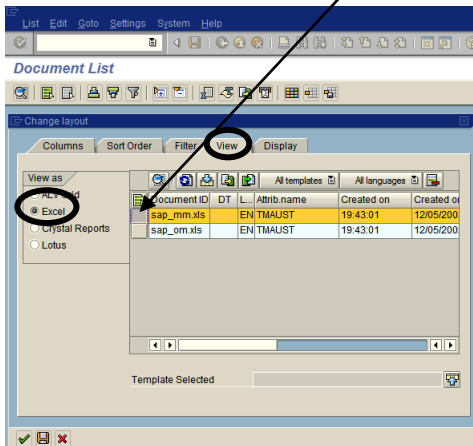 List Edit Goto Settings System Help
Document List
Change layout
Columns Sort Order Filter View Display
View as
ALV Grid
Excel
Crystal Reports
Lotus
All templates All languages
Document ID DT L... Attrib.name Created on Created on
sap_mm.xls EN TMAUST 19:43:01 12/05/200
sap_om.xls EN TMAUST 19:43:01 12/05/200
Template Selected